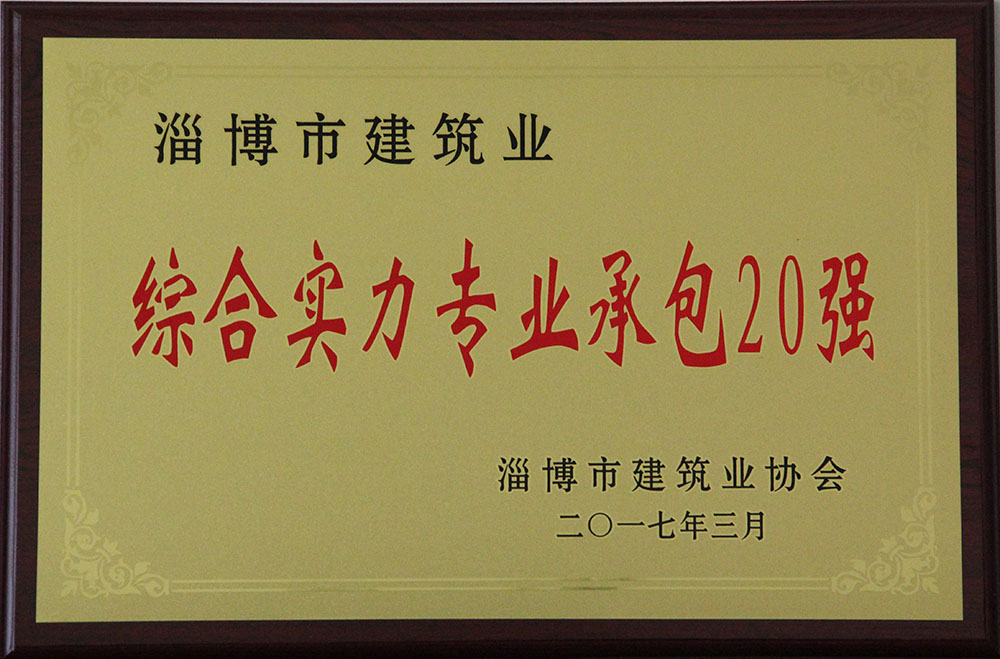 淄博市建筑业
综合实力专业承包20强
淄博市建筑业协会
二〇一七年三月